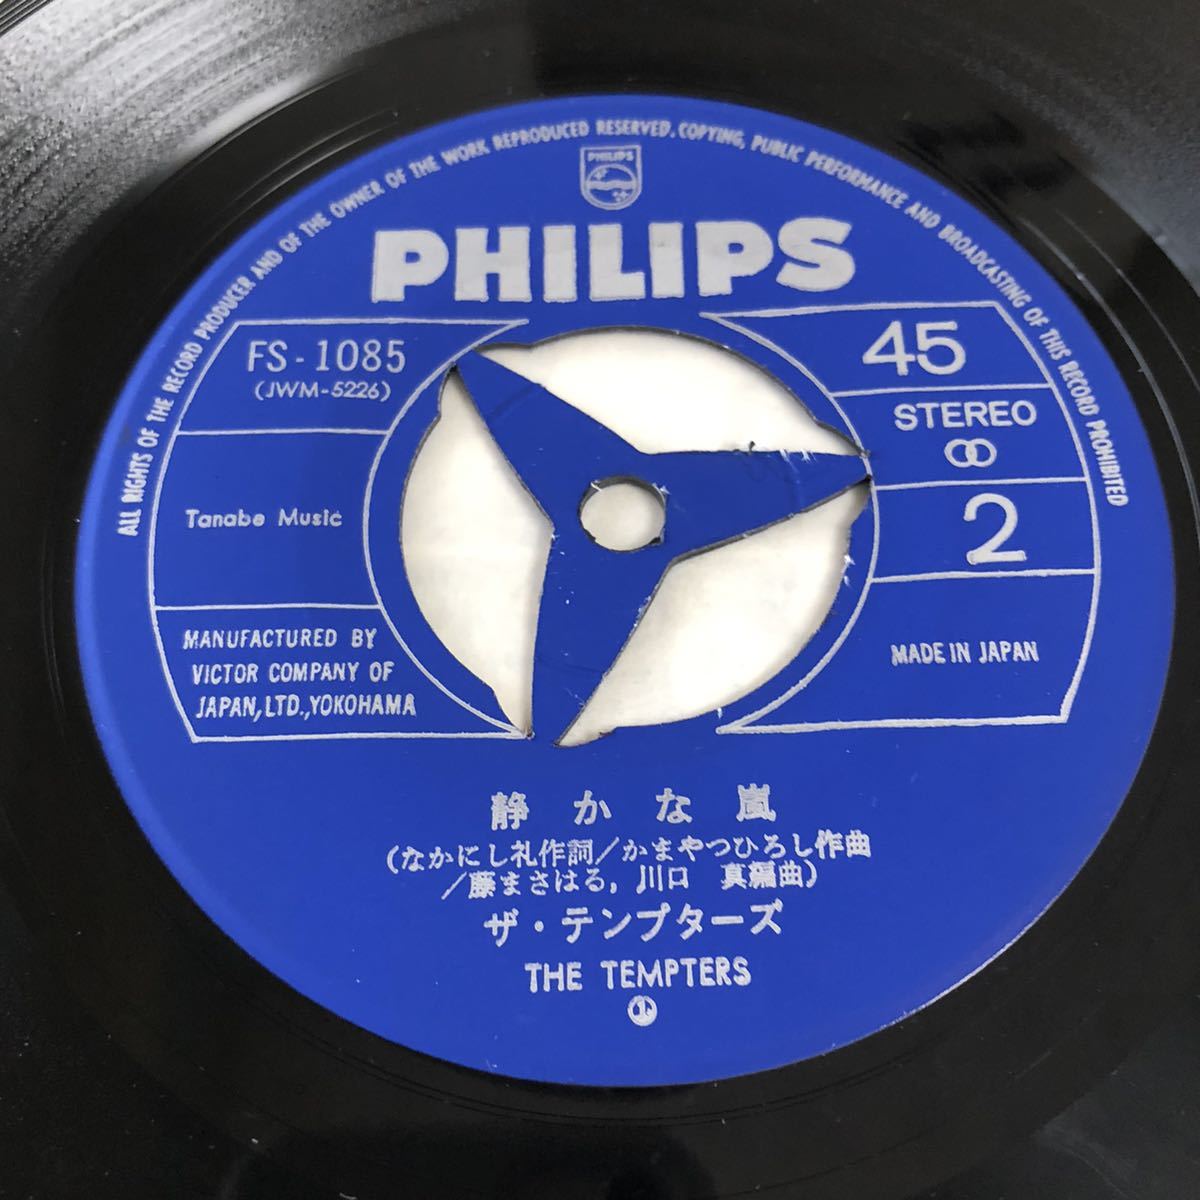 ALL RIGHTS OF THE RECORD PRODUCER AND OF THE OWNER OF THE WORK REPRODUCED RESERVED. COPYING, PUBLIC PERFORMANCE AND BROADCASTING OF THIS RECORD PROHIBITED
PHILIPS
PHILIPS
FS-1085
(JWM-5226)
Tanabe Music
MANUFACTURED BY
VICTOR COMPANY OF
JAPAN, LTD., YOKOHAMA
45
STEREO
2
MADE IN JAPAN
静かな嵐
(なかにし礼作詞/かまやつひろし作曲
/藤まさはる, 川口 真編曲)
ザ・テンプターズ
THE TEMPTERS
1